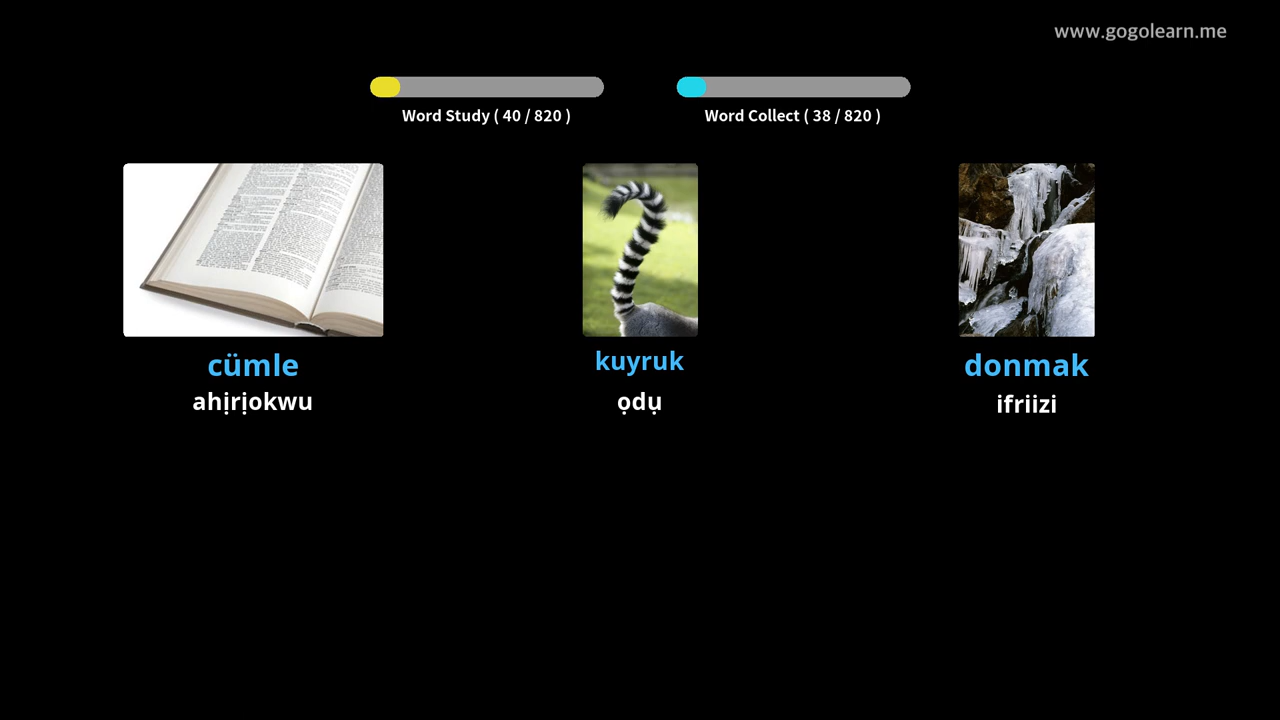 www.gogolearn.me
Word Study ( 40 / 820 )
Word Collect ( 38 / 820 )
cümle
ahịrịokwu
kuyruk
ọdụ
donmak
ifriizi